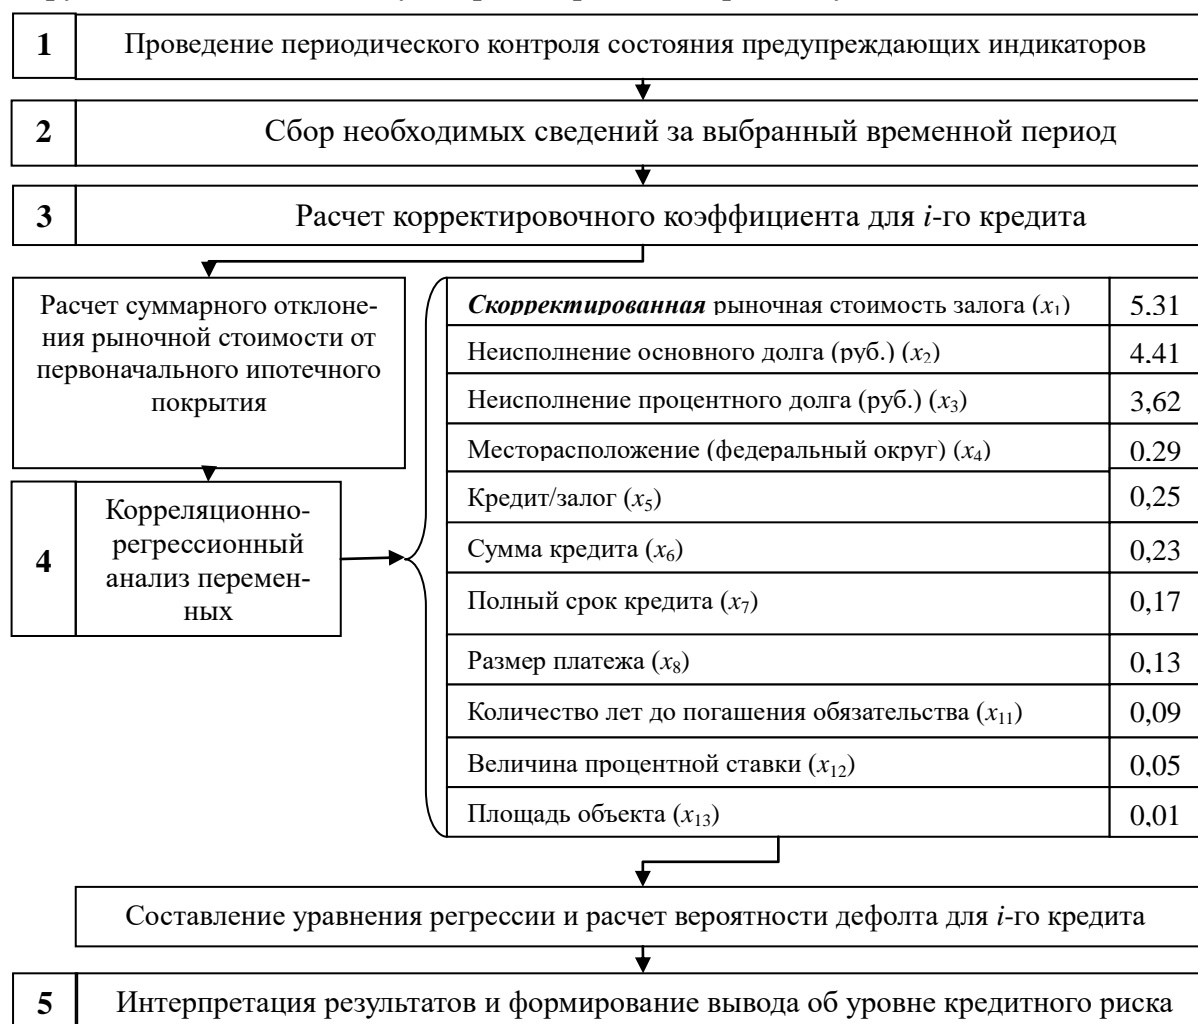 1 Проведение периодического контроля состояния предупреждающих индикаторов
2 Сбор необходимых сведений за выбранный временной период
3 Расчет корректировочного коэффициента для i-го кредита
Расчет суммарного отклоне-
ния рыночной стоимости от
первоначального ипотечного
покрытия
4 Корреляционно-
регрессионный
анализ перемен-
ных
Скорректированная рыночная стоимость залога (x1) 5,31
Неисполнение основного долга (руб.) (x2) 4,41
Неисполнение процентного долга (руб.) (x3) 3,62
Месторасположение (федеральный округ) (x4) 0,29
Кредит/залог (x5) 0,25
Сумма кредита (x6) 0,23
Полный срок кредита (x7) 0,17
Размер платежа (x8) 0,13
Количество лет до погашения обязательства (x11) 0,09
Величина процентной ставки (x12) 0,05
Площадь объекта (x13) 0,01
Составление уравнения регрессии и расчет вероятности дефолта для i-го кредита
5 Интерпретация результатов и формирование вывода об уровне кредитного риска